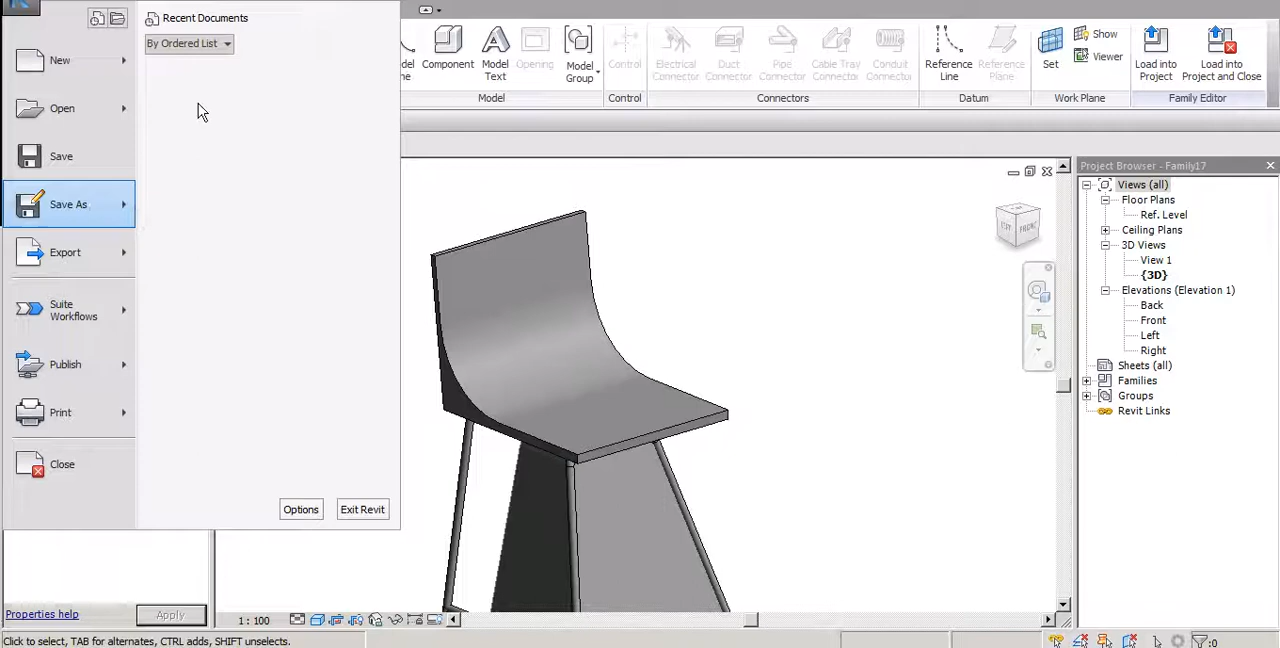 Recent Documents
By Ordered List
New
Open
Save
Save As
Export
Suite
Workflows
Publish
Print
Close
Options
Exit Revit
Component
Model
Text
Opening
Model
Group
Control
Electrical
Connector
Duct
Connector
Pipe
Connector
Cable Tray
Connector
Conduit
Connector
Reference
Line
Reference
Plane
Set
Show
Viewer
Load into
Project
Load into
Project and Close
Model
Control
Connectors
Datum
Work Plane
Family Editor
Project Browser - Family17
Views (all)
Floor Plans
Ref. Level
Ceiling Plans
3D Views
View 1
{3D}
Elevations (Elevation 1)
Back
Front
Left
Right
Sheets (all)
Families
Groups
Revit Links
FRONT
Properties help
Apply
1 : 100
Click to select, TAB for alternates, CTRL adds, SHIFT unselects.
:0